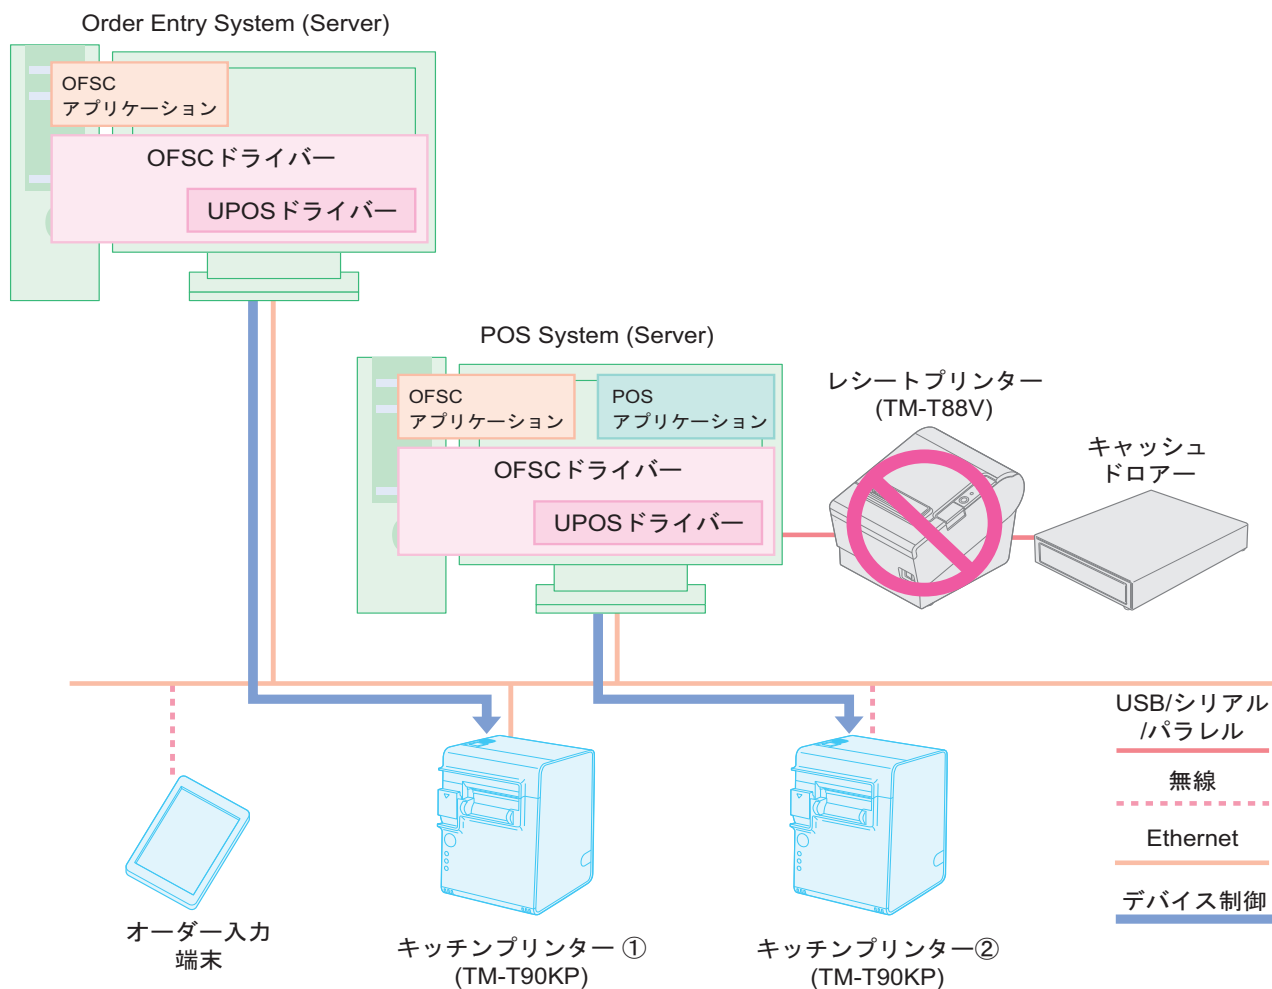 Order Entry System (Server)
OFSC
アプリケーション
OFSCドライバー
UPOSドライバー
POS System (Server)
OFSC
アプリケーション
POS
アプリケーション
OFSCドライバー
UPOSドライバー
レシートプリンター
(TM-T88V)
キャッシュ
ドロアー
USB/シリアル
/パラレル
無線
Ethernet
デバイス制御
オーダー入力
端末
キッチンプリンター ①
(TM-T90KP)
キッチンプリンター②
(TM-T90KP)